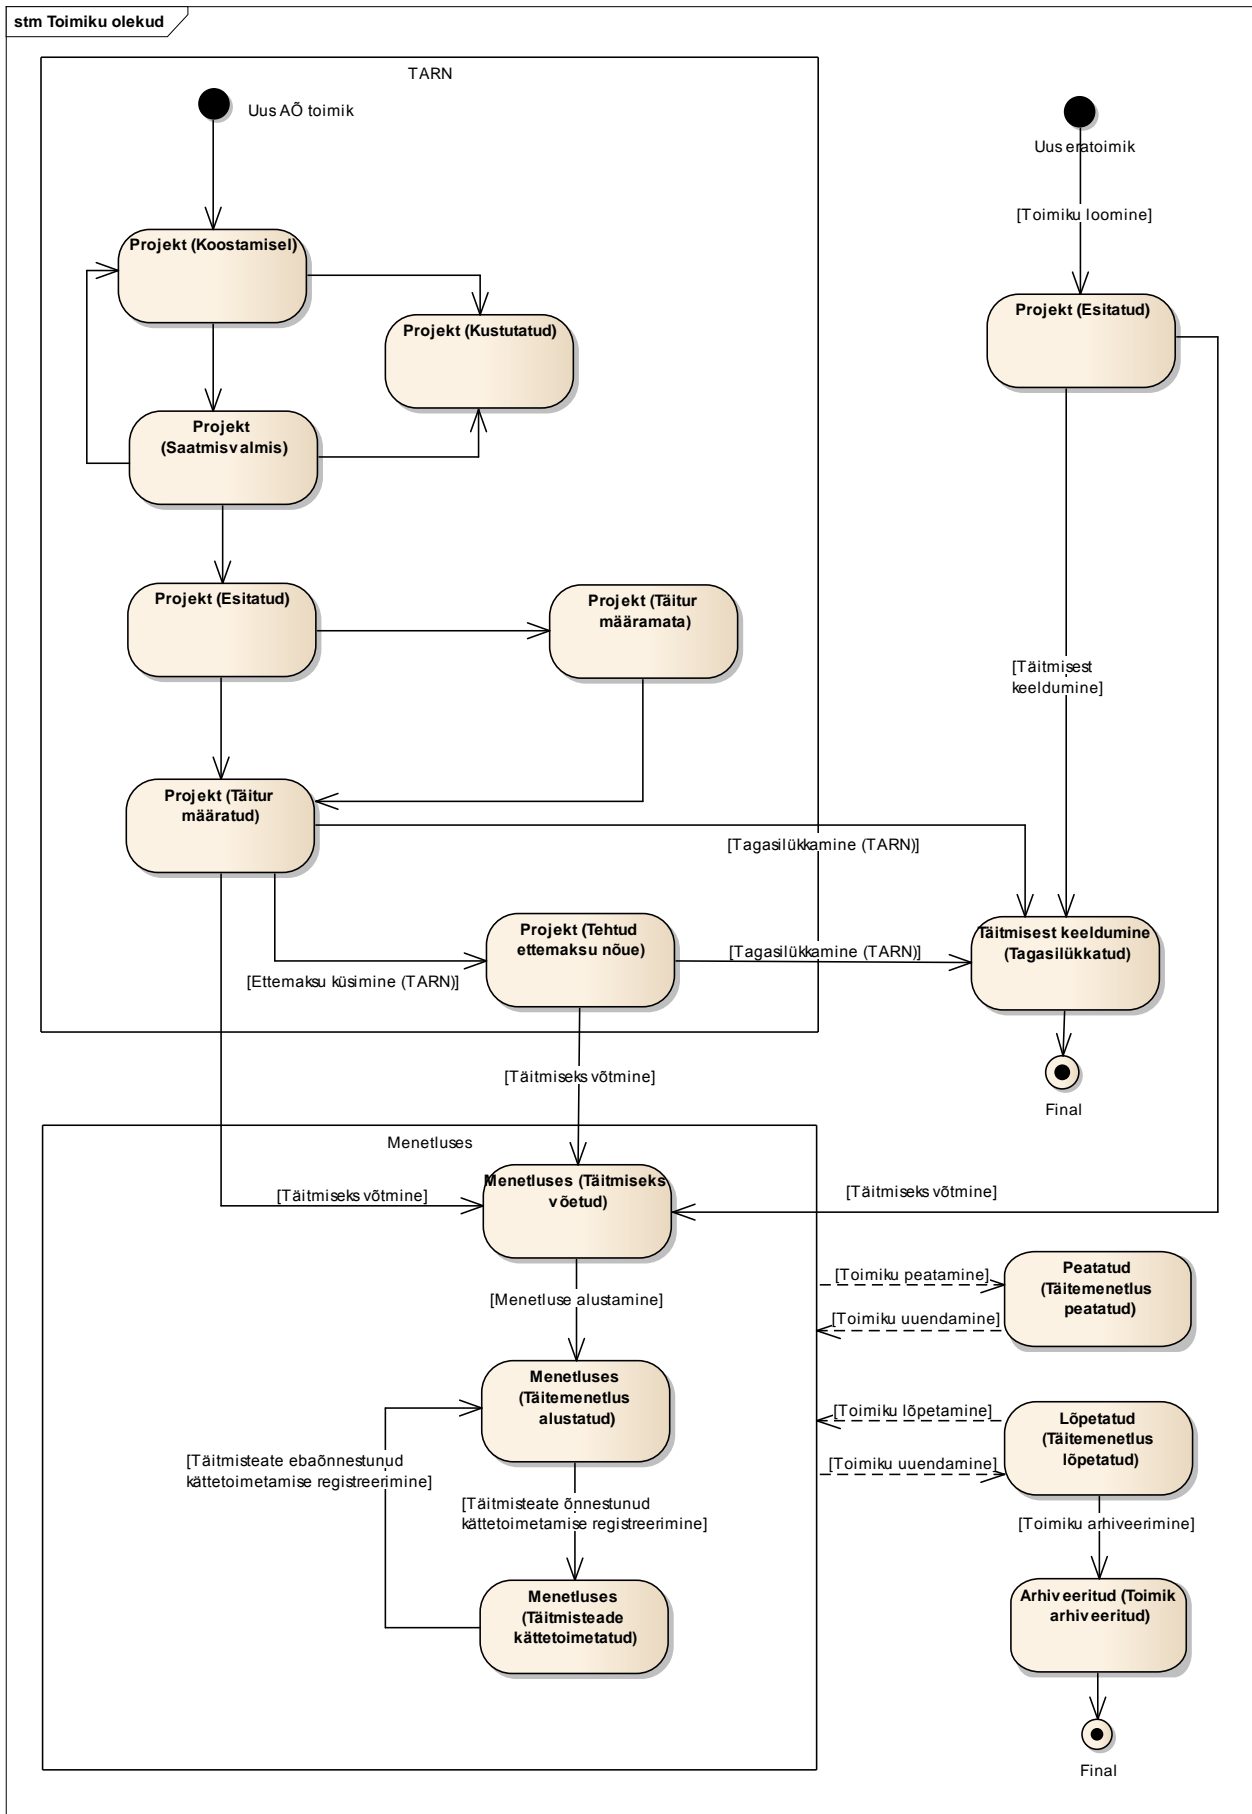 stm Toimiku olekud
TARN
Uus AÕ toimik
Uus eratoimik
[Toimiku loomine]
Projekt (Koostamisel)
Projekt (Kustutatud)
Projekt (Esitatud)
Projekt
(Saatmisvalmis)
Projekt (Esitatud)
Projekt (Täitur
määramata)
[Täitmisest
keeldumine]
Projekt (Täitur
määratud)
[Tagasilükkamine (TARN)]
Projekt (Tehtud
ettemaksu nõue)
[Tagasilükkamine (TARN)]
Täitmisest keeldumine
(Tagasilükkatud)
[Ettemaksu küsimine (TARN)]
[Täitmiseks võtmine]
Final
Menetluses
Menetluses (Täitmiseks
võetud)
[Täitmiseks võtmine]
[Täitmiseks võtmine]
[Menetluse alustamine]
[Toimiku peatamine]
[Toimiku uuendamine]
Peatatud
(Täitemenetlus
peatatud)
Menetluses
(Täitemenetlus
alustatud)
[Toimiku lõpetamine]
[Toimiku uuendamine]
Lõpetatud
(Täitemenetlus
lõpetatud)
[Täitmisteate ebaõnnestunud
kättetoimetamise registreerimine]
[Täitmisteate õnnestunud
kättetoimetamise registreerimine]
[Toimiku arhiveerimine]
Menetluses
(Täitmisteade
kättetoimetatud)
Arhiveeritud (Toimik
arhiveeritud)
Final